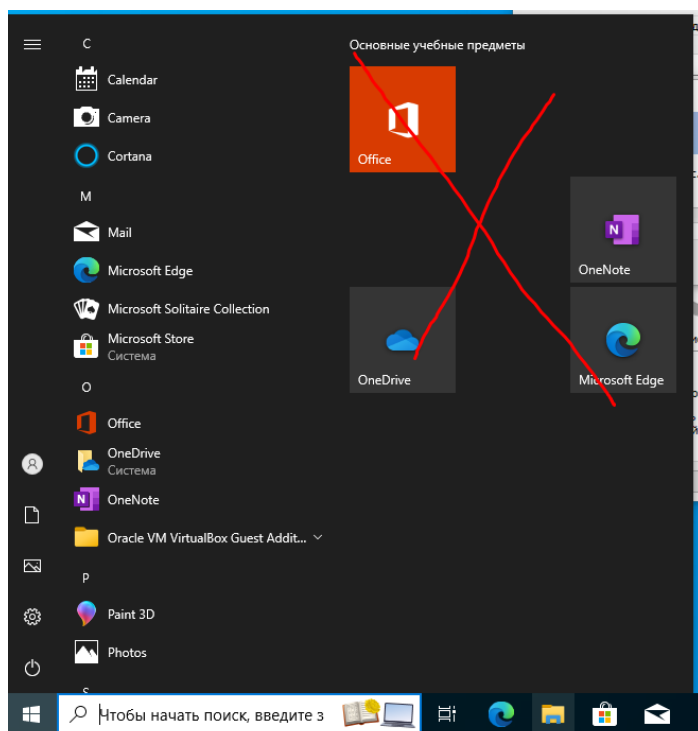 C
Calendar
Camera
Cortana
M
Mail
Microsoft Edge
Microsoft Solitaire Collection
Microsoft Store
Система
O
Office
OneDrive
Система
OneNote
Oracle VM VirtualBox Guest Addit...
P
Paint 3D
Photos
Основные учебные предметы
Office
OneNote
OneDrive
Microsoft Edge
Чтобы начать поиск, введите з